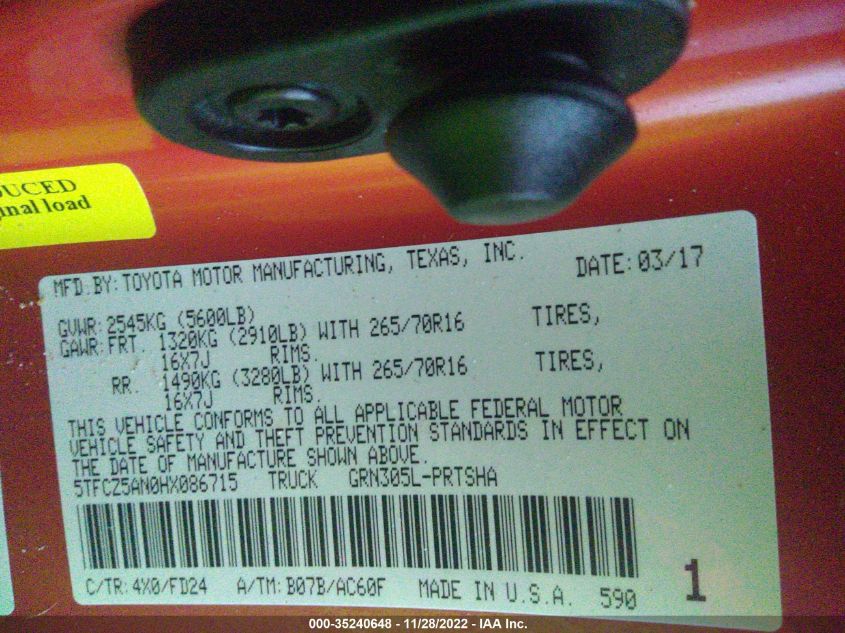 DUCED
ginal load
MFD.BY: TOYOTA MOTOR MANUFACTURING, TEXAS, INC. DATE: 03/17
GVWR: 2545KG (5600LB)
GAWR: FRT. 1320KG (2910LB) WITH 265/70R16 TIRES,
16X7J RIMS.
RR. 1490KG (3280LB) WITH 265/70R16 TIRES,
16X7J RIMS.
THIS VEHICLE CONFORMS TO ALL APPLICABLE FEDERAL MOTOR
VEHICLE SAFETY AND THEFT PREVENTION STANDARDS IN EFFECT ON
THE DATE OF MANUFACTURE SHOWN ABOVE.
5TFCZ5AN0HX086715 TRUCK GRN305L-PRTSHA
C/TR: 4X0/FD24 A/TM: B07B/AC60F MADE IN U.S.A. 590 1
000-35240648 - 11/28/2022 - IAA Inc.